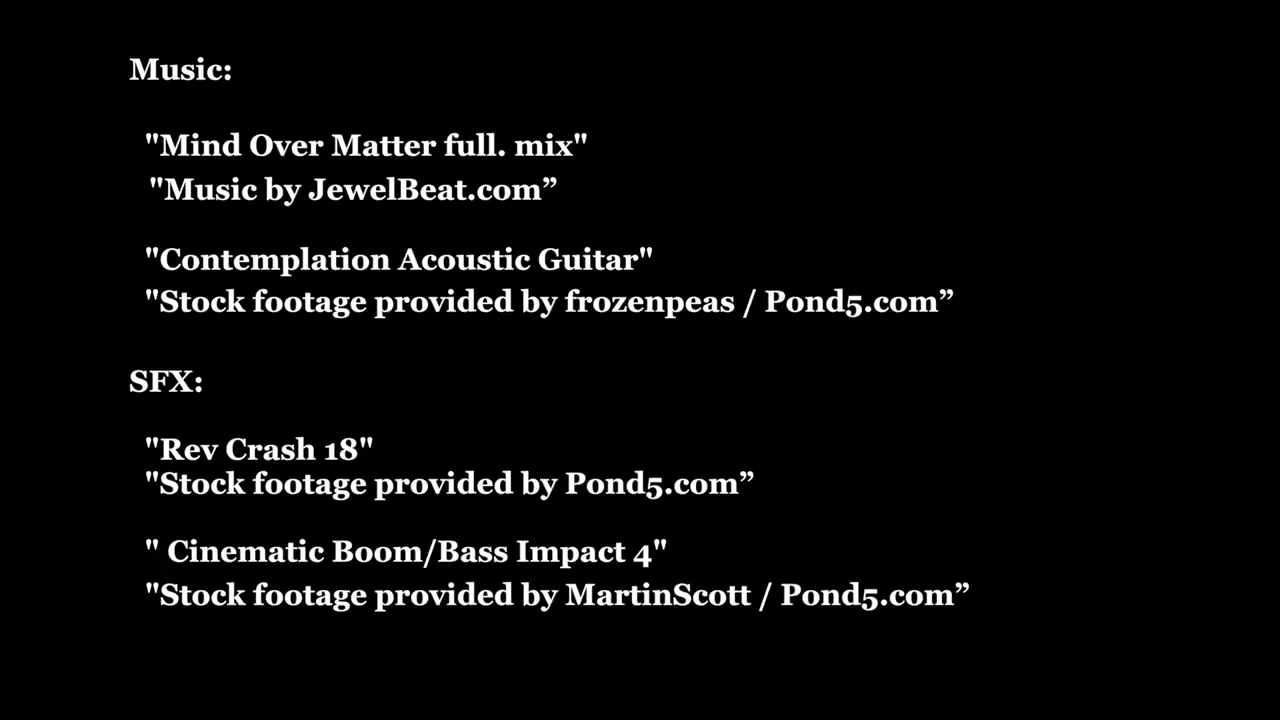 Music:
"Mind Over Matter full. mix"
"Music by JewelBeat.com”
"Contemplation Acoustic Guitar"
"Stock footage provided by frozenpeas / Pond5.com”
SFX:
"Rev Crash 18"
"Stock footage provided by Pond5.com”
" Cinematic Boom/Bass Impact 4"
"Stock footage provided by MartinScott / Pond5.com”